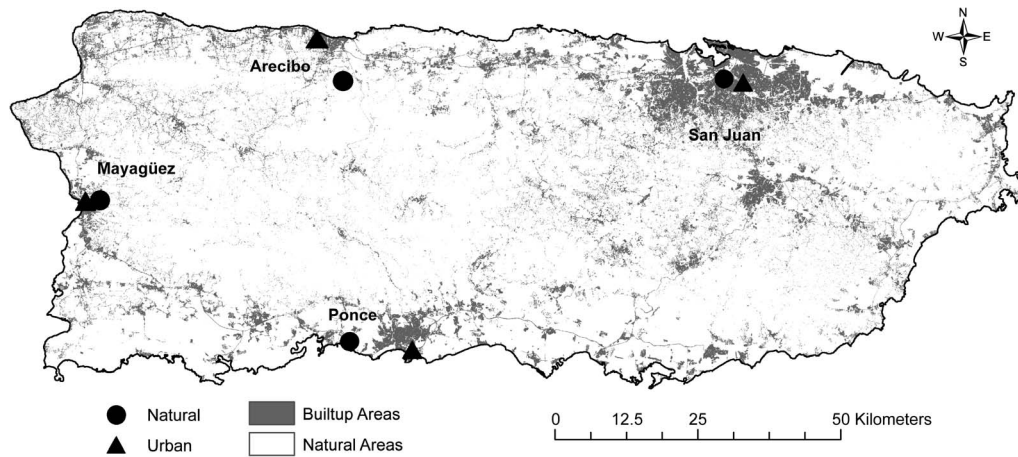 N
W E
S
Arecibo
San Juan
Mayagüez
Ponce
Natural
Builtup Areas
0 12.5 25 50 Kilometers
Urban
Natural Areas